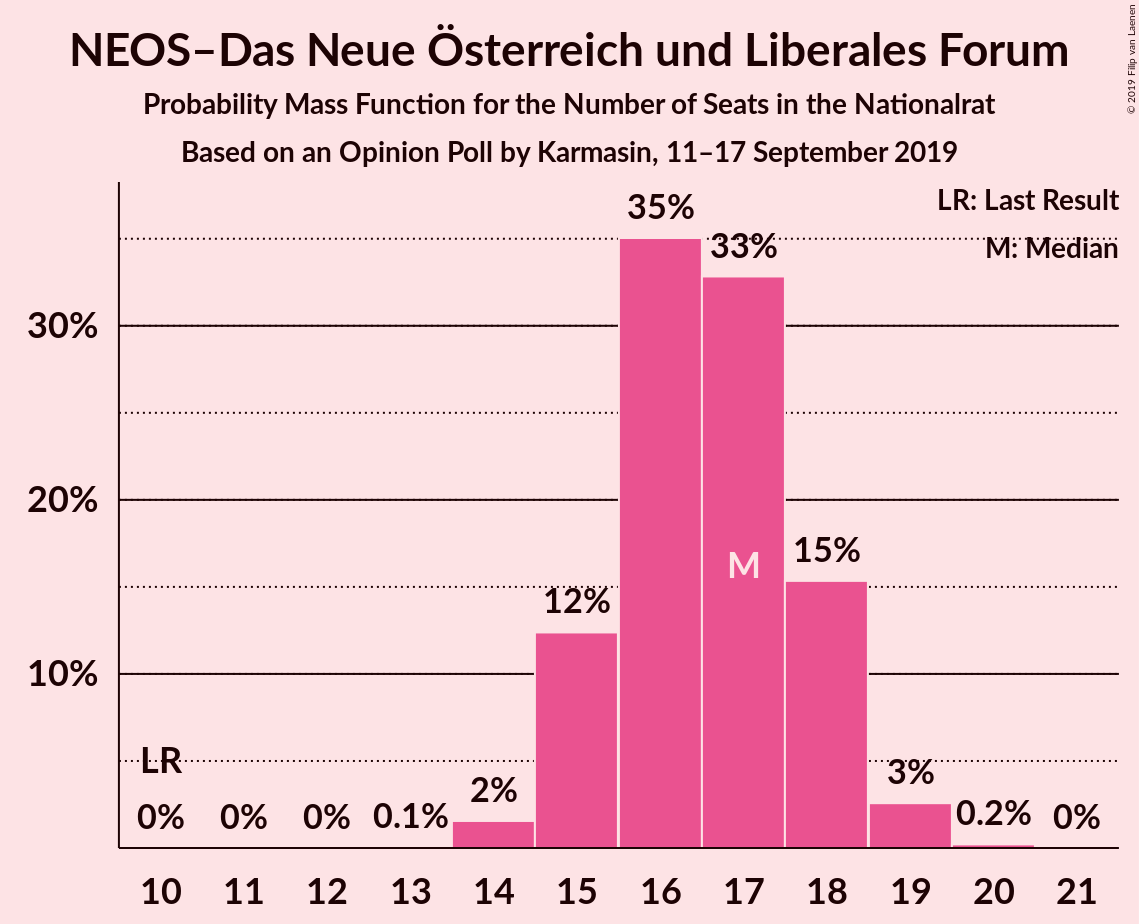 NEOS–Das Neue Österreich und Liberales Forum
Probability Mass Function for the Number of Seats in the Nationalrat
Based on an Opinion Poll by Karmasin, 11–17 September 2019
© 2019 Filip van Laenen
LR: Last Result
M: Median
30%
20%
10%
LR
0%
0%
0%
0.1%
2%
12%
35%
33%
M
15%
3%
0.2%
0%
10 11 12 13 14 15 16 17 18 19 20 21